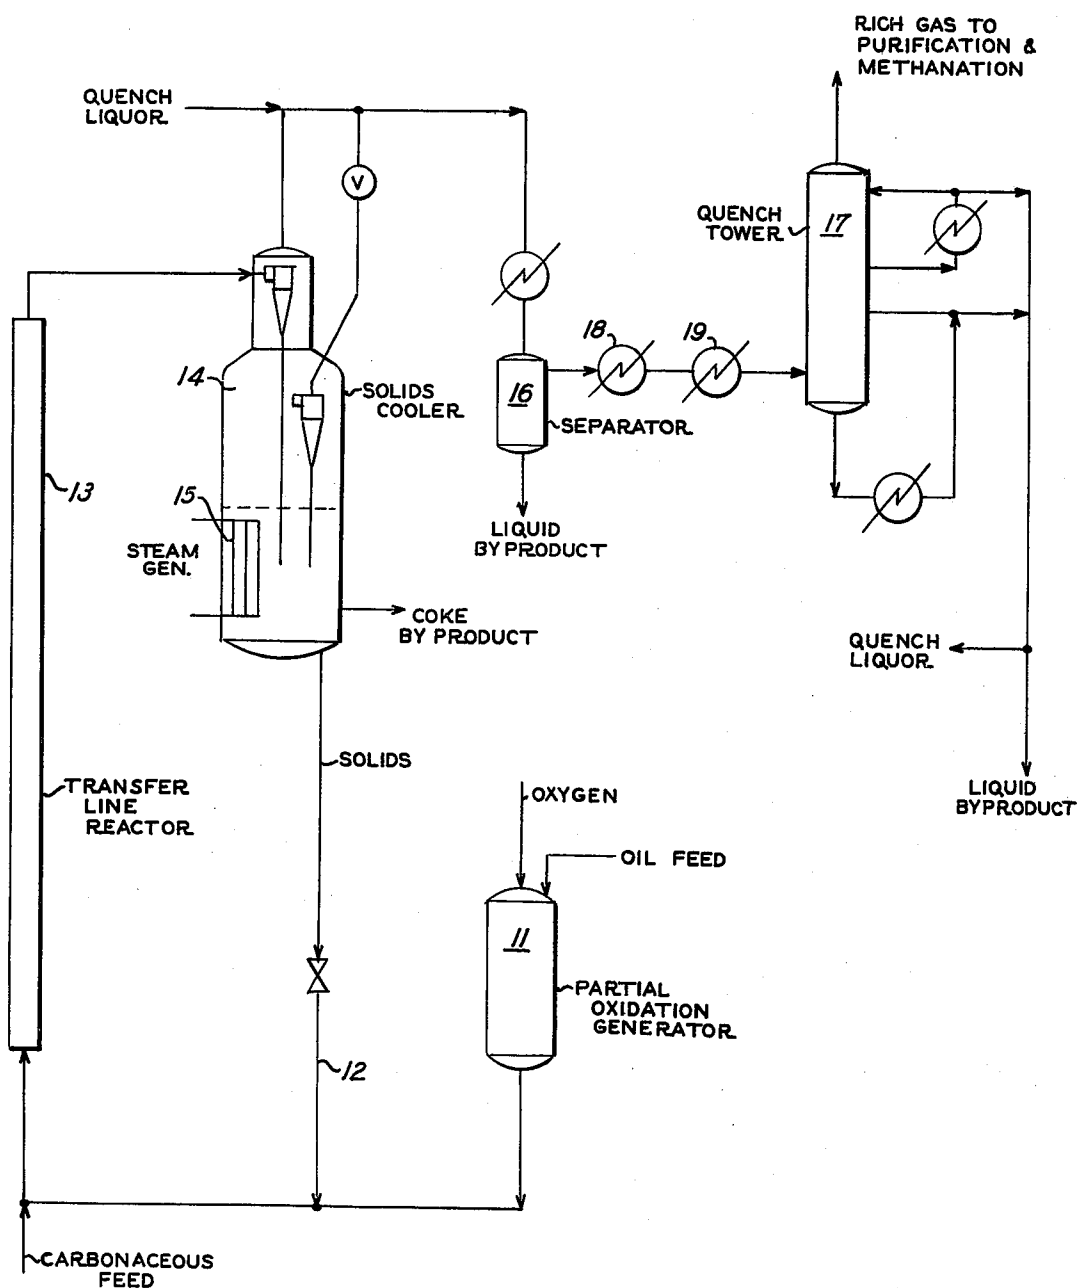 RICH GAS TO
PURIFICATION &
METHANATION
QUENCH
LIQUOR
V
QUENCH
TOWER
17
18
19
14
SOLIDS
COOLER
16
SEPARATOR
13
15
STEAM
GEN.
LIQUID
BYPRODUCT
COKE
BY PRODUCT
QUENCH
LIQUOR
SOLIDS
TRANSFER
LINE
REACTOR
OXYGEN
LIQUID
BYPRODUCT
OIL FEED
11
PARTIAL
OXIDATION
GENERATOR
12
CARBONACEOUS
FEED